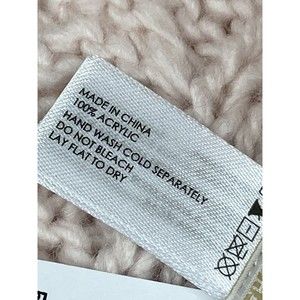 MADE IN CHINA
100% ACRYLIC
HAND WASH COLD SEPARATELY
DO NOT BLEACH
LAY FLAT TO DRY